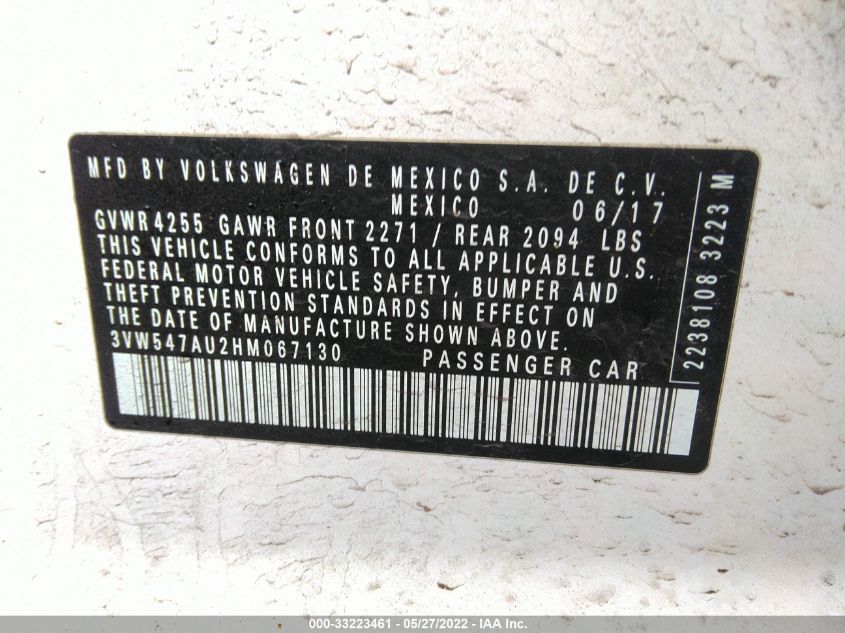 MFD BY VOLKSWAGEN DE MEXICO S.A. DE C.V.
MEXICO 06/17
GVWR 4255 GAWR FRONT 2271 / REAR 2094 LBS
THIS VEHICLE CONFORMS TO ALL APPLICABLE U.S.
FEDERAL MOTOR VEHICLE SAFETY, BUMPER AND
THEFT PREVENTION STANDARDS IN EFFECT ON
THE DATE OF MANUFACTURE SHOWN ABOVE.
3VW547AU2HM067130 PASSENGER CAR
2238108 3223 M
000-33223461 - 05/27/2022 - IAA Inc.